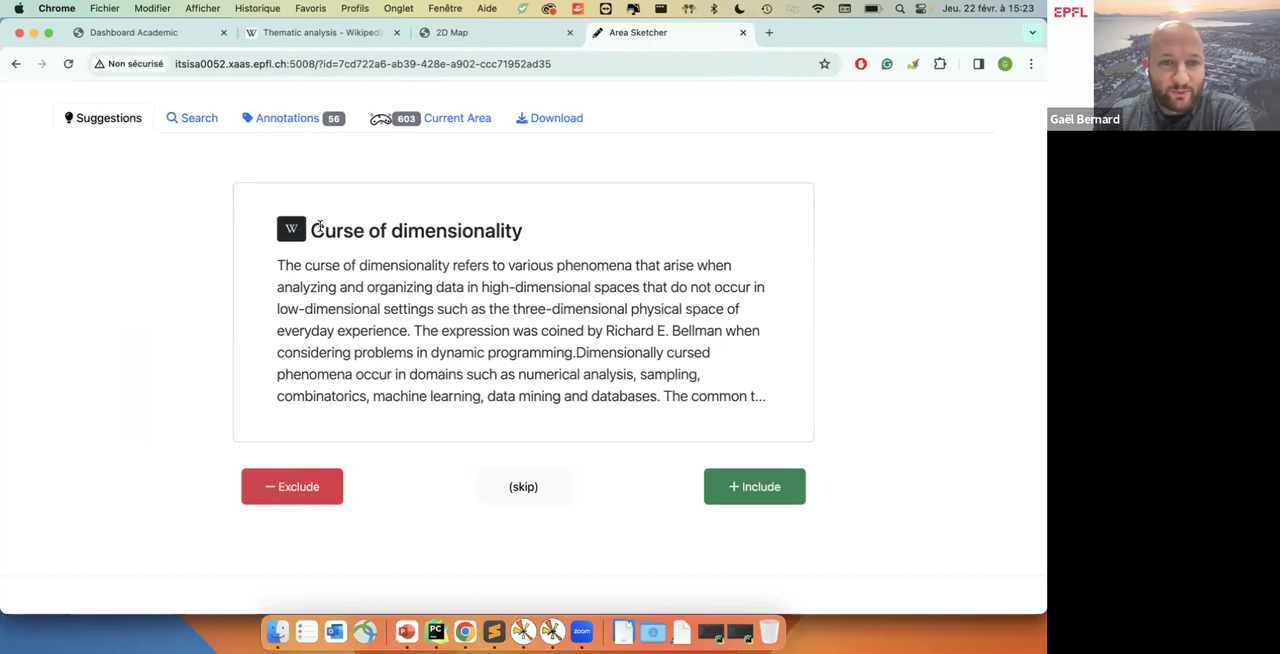 Chrome Fichier Modifier Afficher Historique Favoris Profils Onglet Fenêtre Aide Jeu. 22 févr à 15:23
Dashboard Academic
Thematic analysis - Wikiped
2D Map
Area Sketcher
Non sécurisé itsisa0052.xaas.epfl.ch:5008/?id=7cd722a6-ab39-428e-a902-ccc71952ad35
Suggestions Search Annotations 56 603 Current Area Download
W Curse of dimensionality
The curse of dimensionality refers to various phenomena that arise when
analyzing and organizing data in high-dimensional spaces that do not occur in
low-dimensional settings such as the three-dimensional physical space of
everyday experience. The expression was coined by Richard E. Bellman when
considering problems in dynamic programming.Dimensionally cursed
phenomena occur in domains such as numerical analysis, sampling,
combinatorics, machine learning, data mining and databases. The common t...
− Exclude
(skip)
+ Include
PC
zoom
EPFL
Gaël Bernard